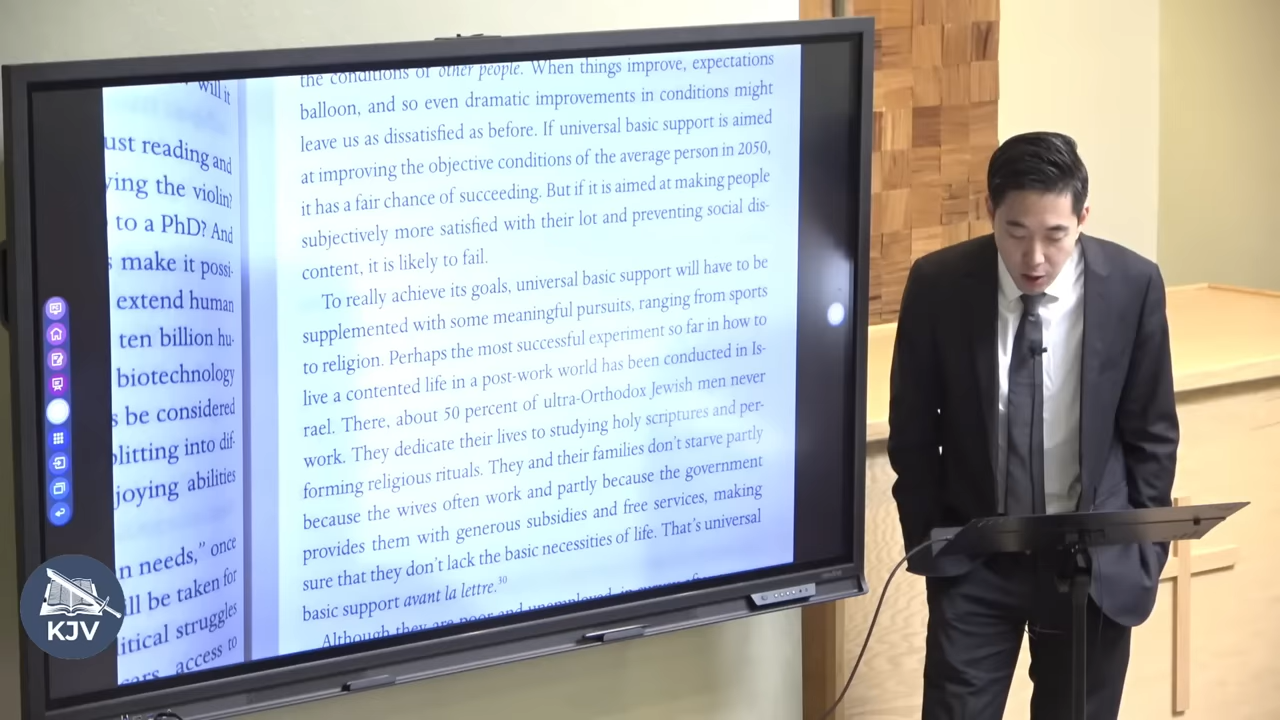 will it
ust reading and
ying the violin?
to a PhD? And
s make it possi-
extend human
ten billion hu-
biotechnology
s be considered
plitting into dif-
joying abilities
n needs," once
ill be taken for
litical struggles
access to
the conditions of other people. When things improve, expectations
balloon, and so even dramatic improvements in conditions might
leave us as dissatisfied as before. If universal basic support is aimed
at improving the objective conditions of the average person in 2050,
it has a fair chance of succeeding. But if it is aimed at making people
subjectively more satisfied with their lot and preventing social dis-
content, it is likely to fail.
To really achieve its goals, universal basic support will have to be
supplemented with some meaningful pursuits, ranging from sports
to religion. Perhaps the most successful experiment so far in how to
live a contented life in a post-work world has been conducted in Is-
rael. There, about 50 percent of ultra-Orthodox Jewish men never
work. They dedicate their lives to studying holy scriptures and per-
forming religious rituals. They and their families don't starve partly
because the wives often work and partly because the government
provides them with generous subsidies and free services, making
sure that they don't lack the basic necessities of life. That's universal
basic support avant la lettre.30
Although they are poor and unemployed, in
KJV